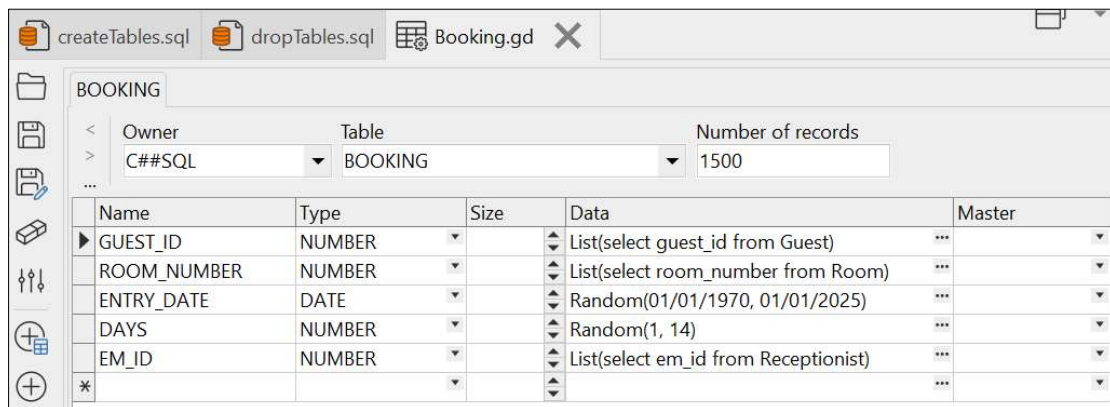 createTables.sql dropTables.sql Booking.gd
BOOKING
Owner Table Number of records
C##SQL BOOKING 1500
Name Type Size Data Master
GUEST_ID NUMBER List(select guest_id from Guest)
ROOM_NUMBER NUMBER List(select room_number from Room)
ENTRY_DATE DATE Random(01/01/1970, 01/01/2025)
DAYS NUMBER Random(1, 14)
EM_ID NUMBER List(select em_id from Receptionist)